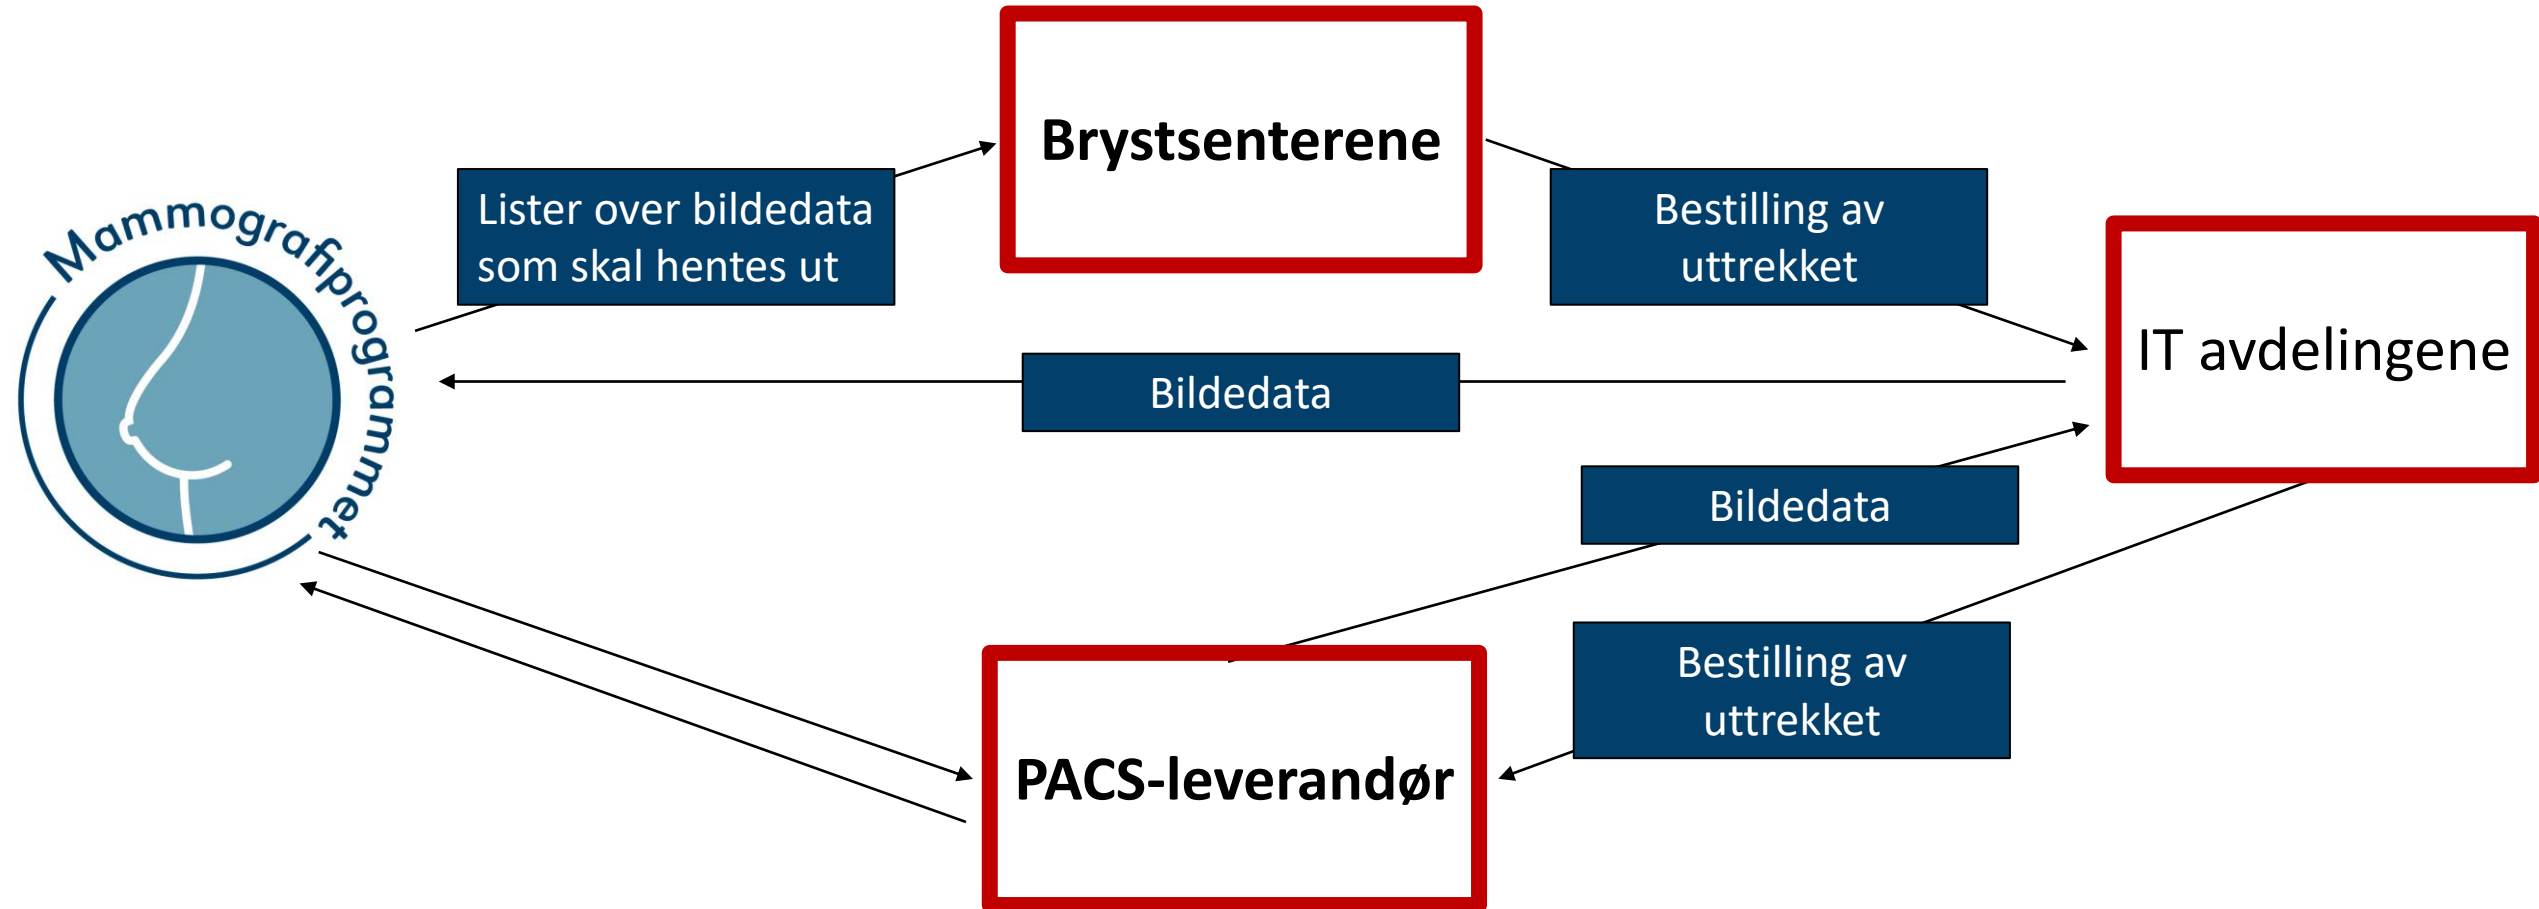 Mammografiprogrammet
Lister over bildedata
som skal hentes ut
Brystsenterene
Bestilling av
uttrekket
IT avdelingene
Bildedata
Bildedata
Bestilling av
uttrekket
PACS-leverandør